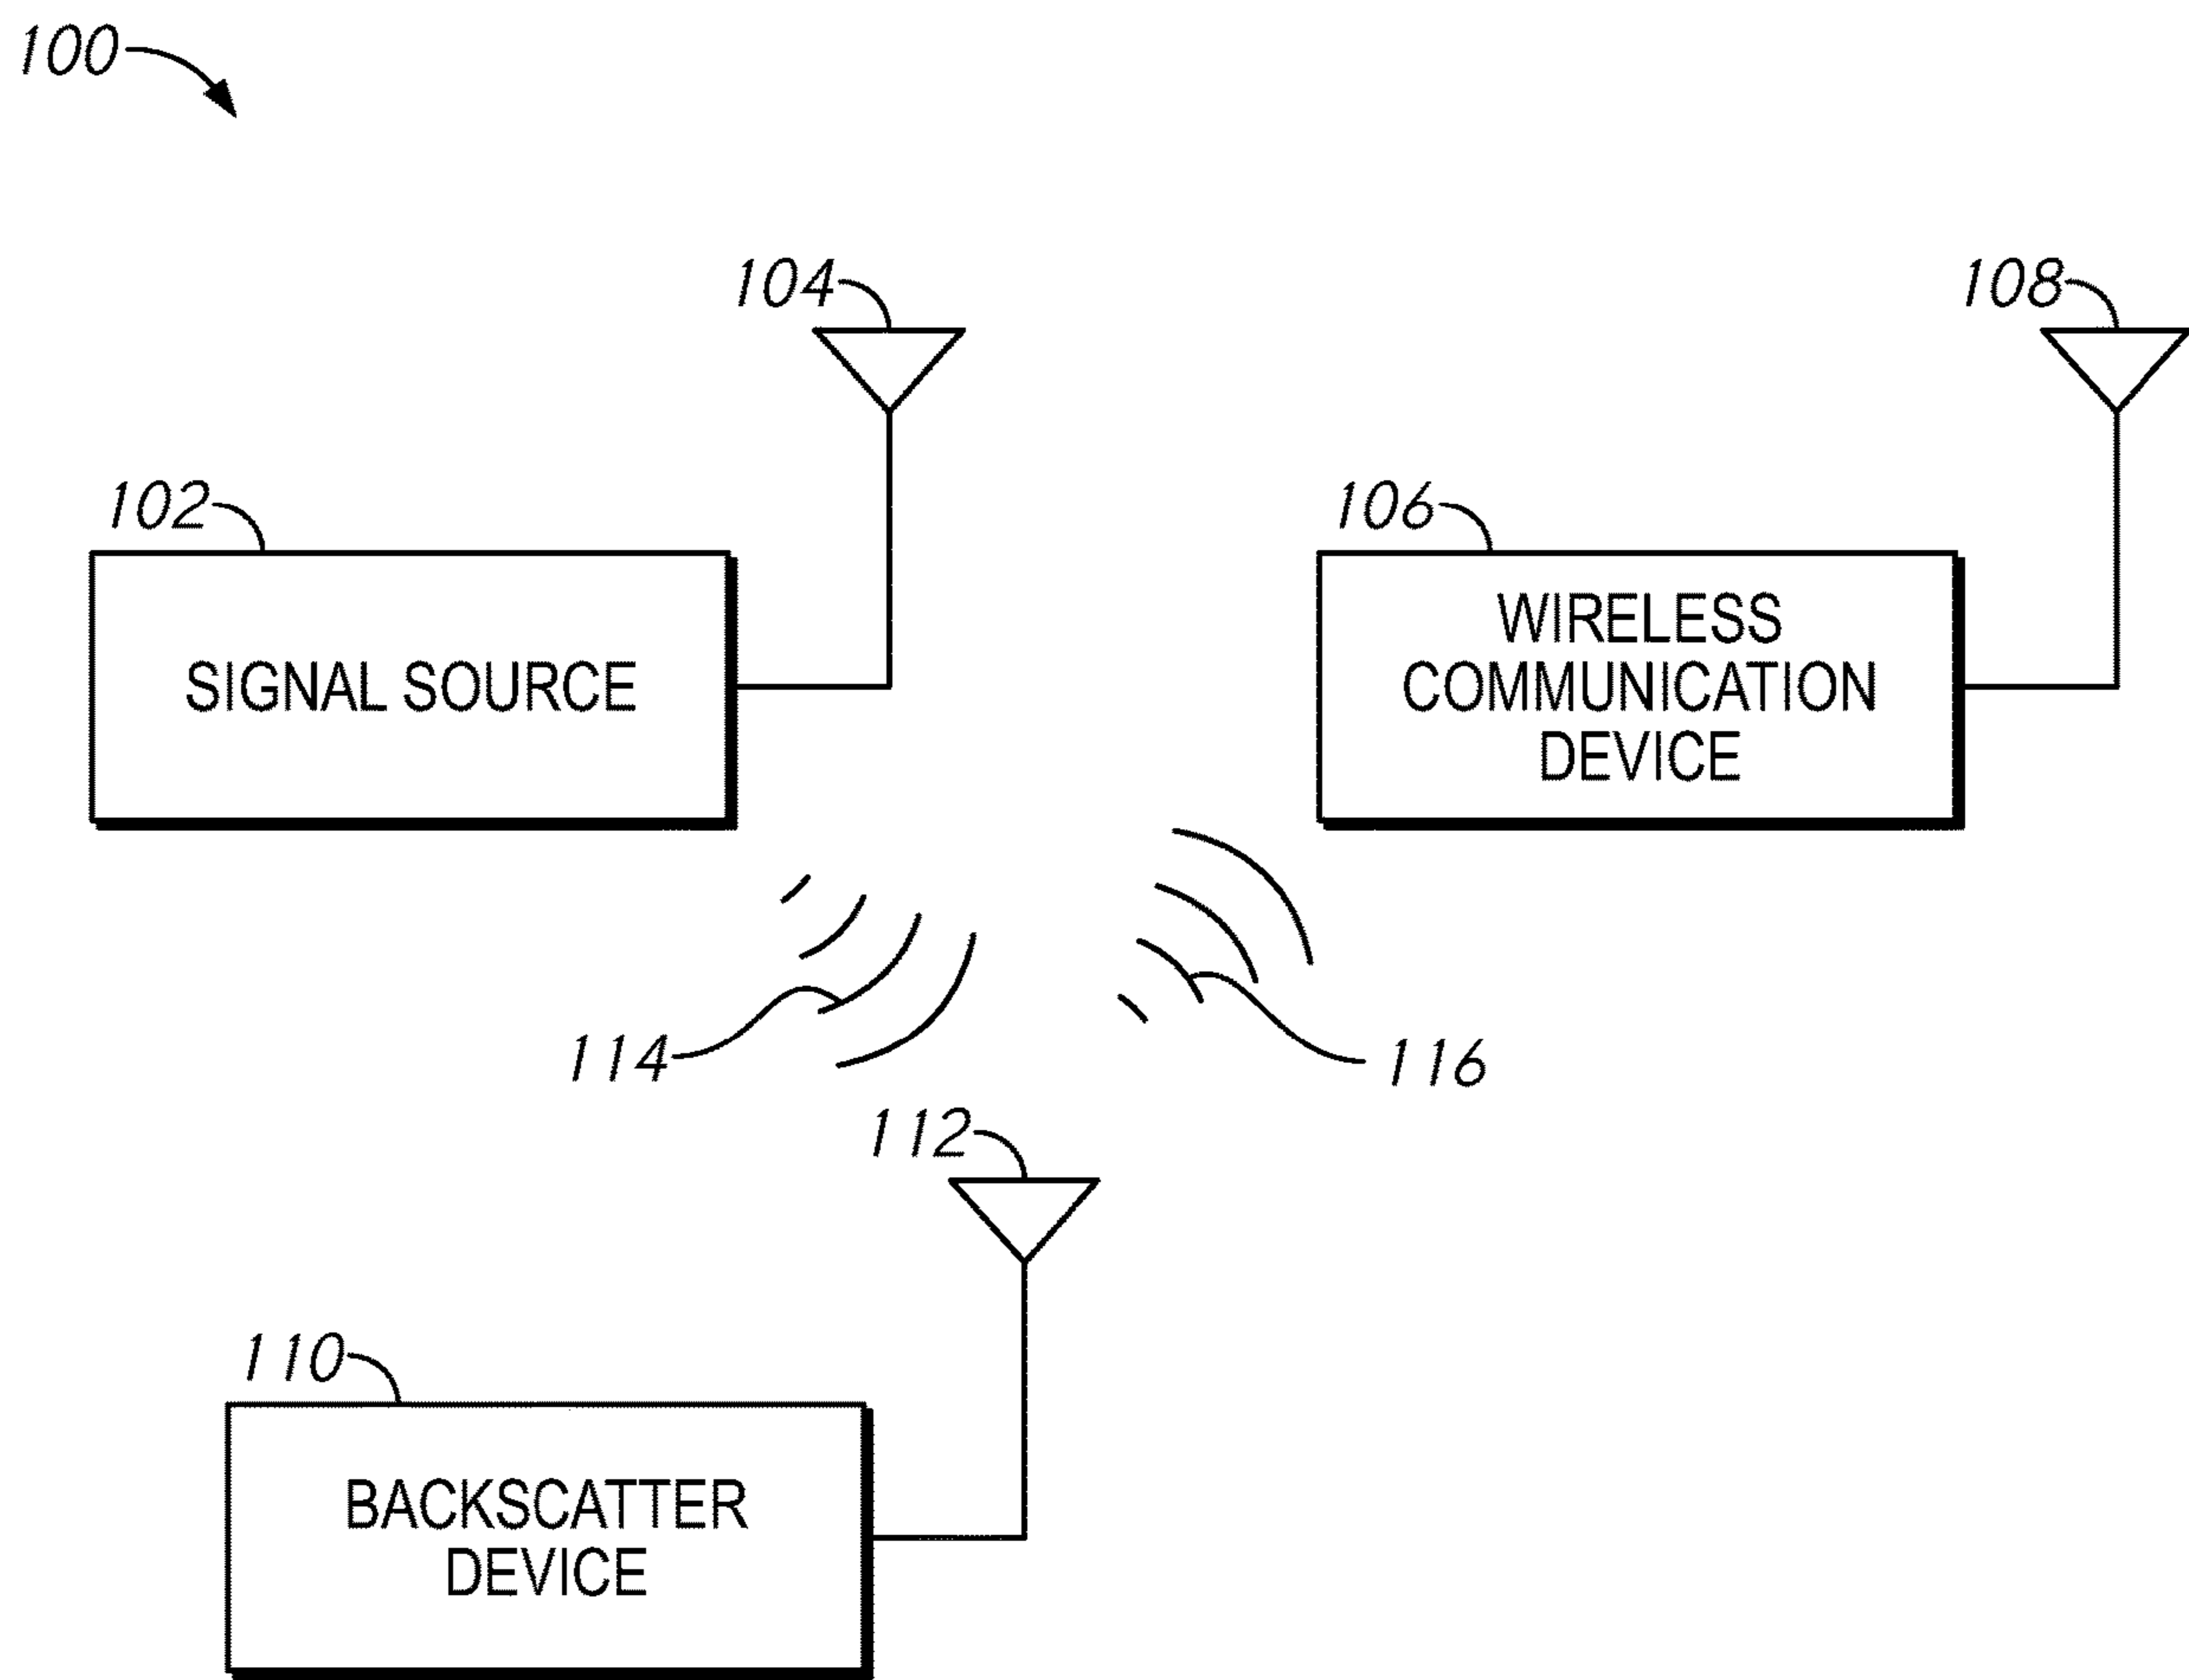 100
104
108
102
106
SIGNAL SOURCE
WIRELESS
COMMUNICATION
DEVICE
114
116
112
110
BACKSCATTER
DEVICE